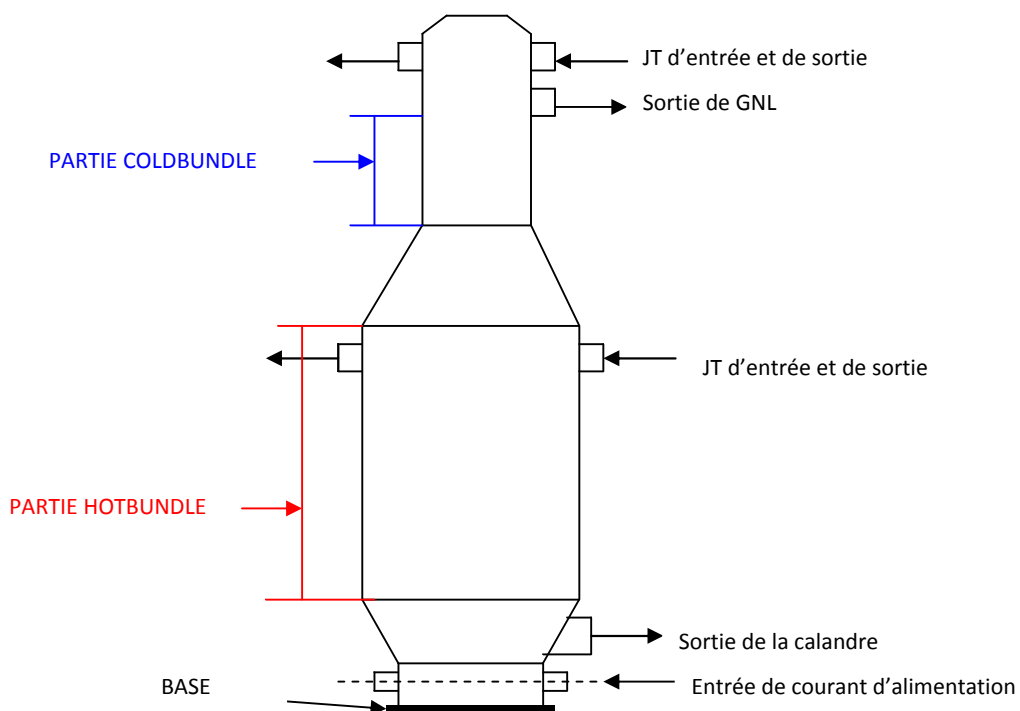 JT d’entrée et de sortie
Sortie de GNL
PARTIE COLDBUNDLE
JT d’entrée et de sortie
PARTIE HOTBUNDLE
Sortie de la calandre
BASE
Entrée de courant d’alimentation